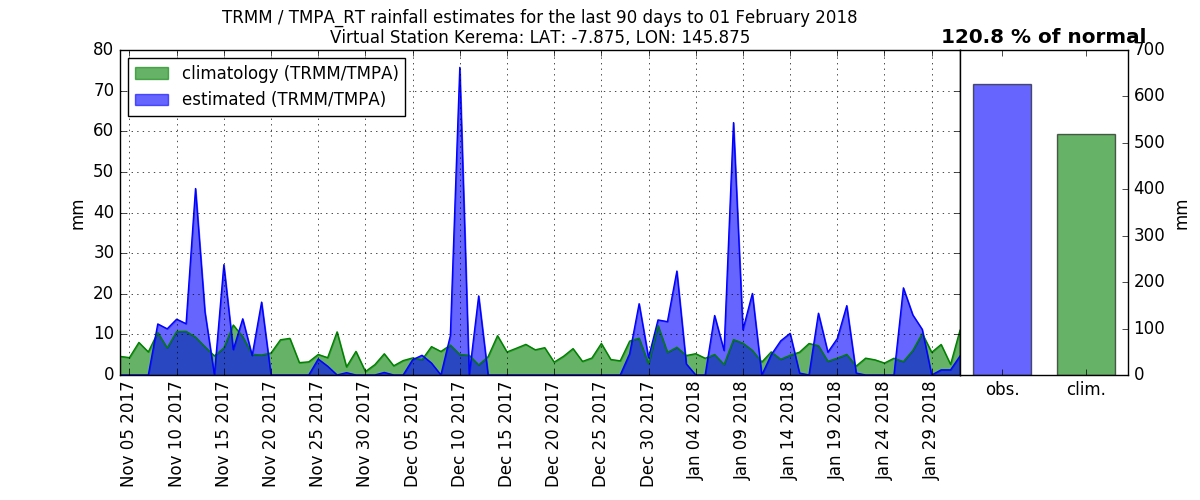 TRMM / TMPA_RT rainfall estimates for the last 90 days to 01 February 2018
Virtual Station Kerema: LAT: -7.875, LON: 145.875
120.8 % of normal
climatology (TRMM/TMPA)
estimated (TRMM/TMPA)
80
70
60
50
40
30
20
10
0
mm
700
600
500
400
300
200
100
0
mm
Nov 05 2017
Nov 10 2017
Nov 15 2017
Nov 20 2017
Nov 25 2017
Nov 30 2017
Dec 05 2017
Dec 10 2017
Dec 15 2017
Dec 20 2017
Dec 25 2017
Dec 30 2017
Jan 04 2018
Jan 09 2018
Jan 14 2018
Jan 19 2018
Jan 24 2018
Jan 29 2018
obs.
clim.